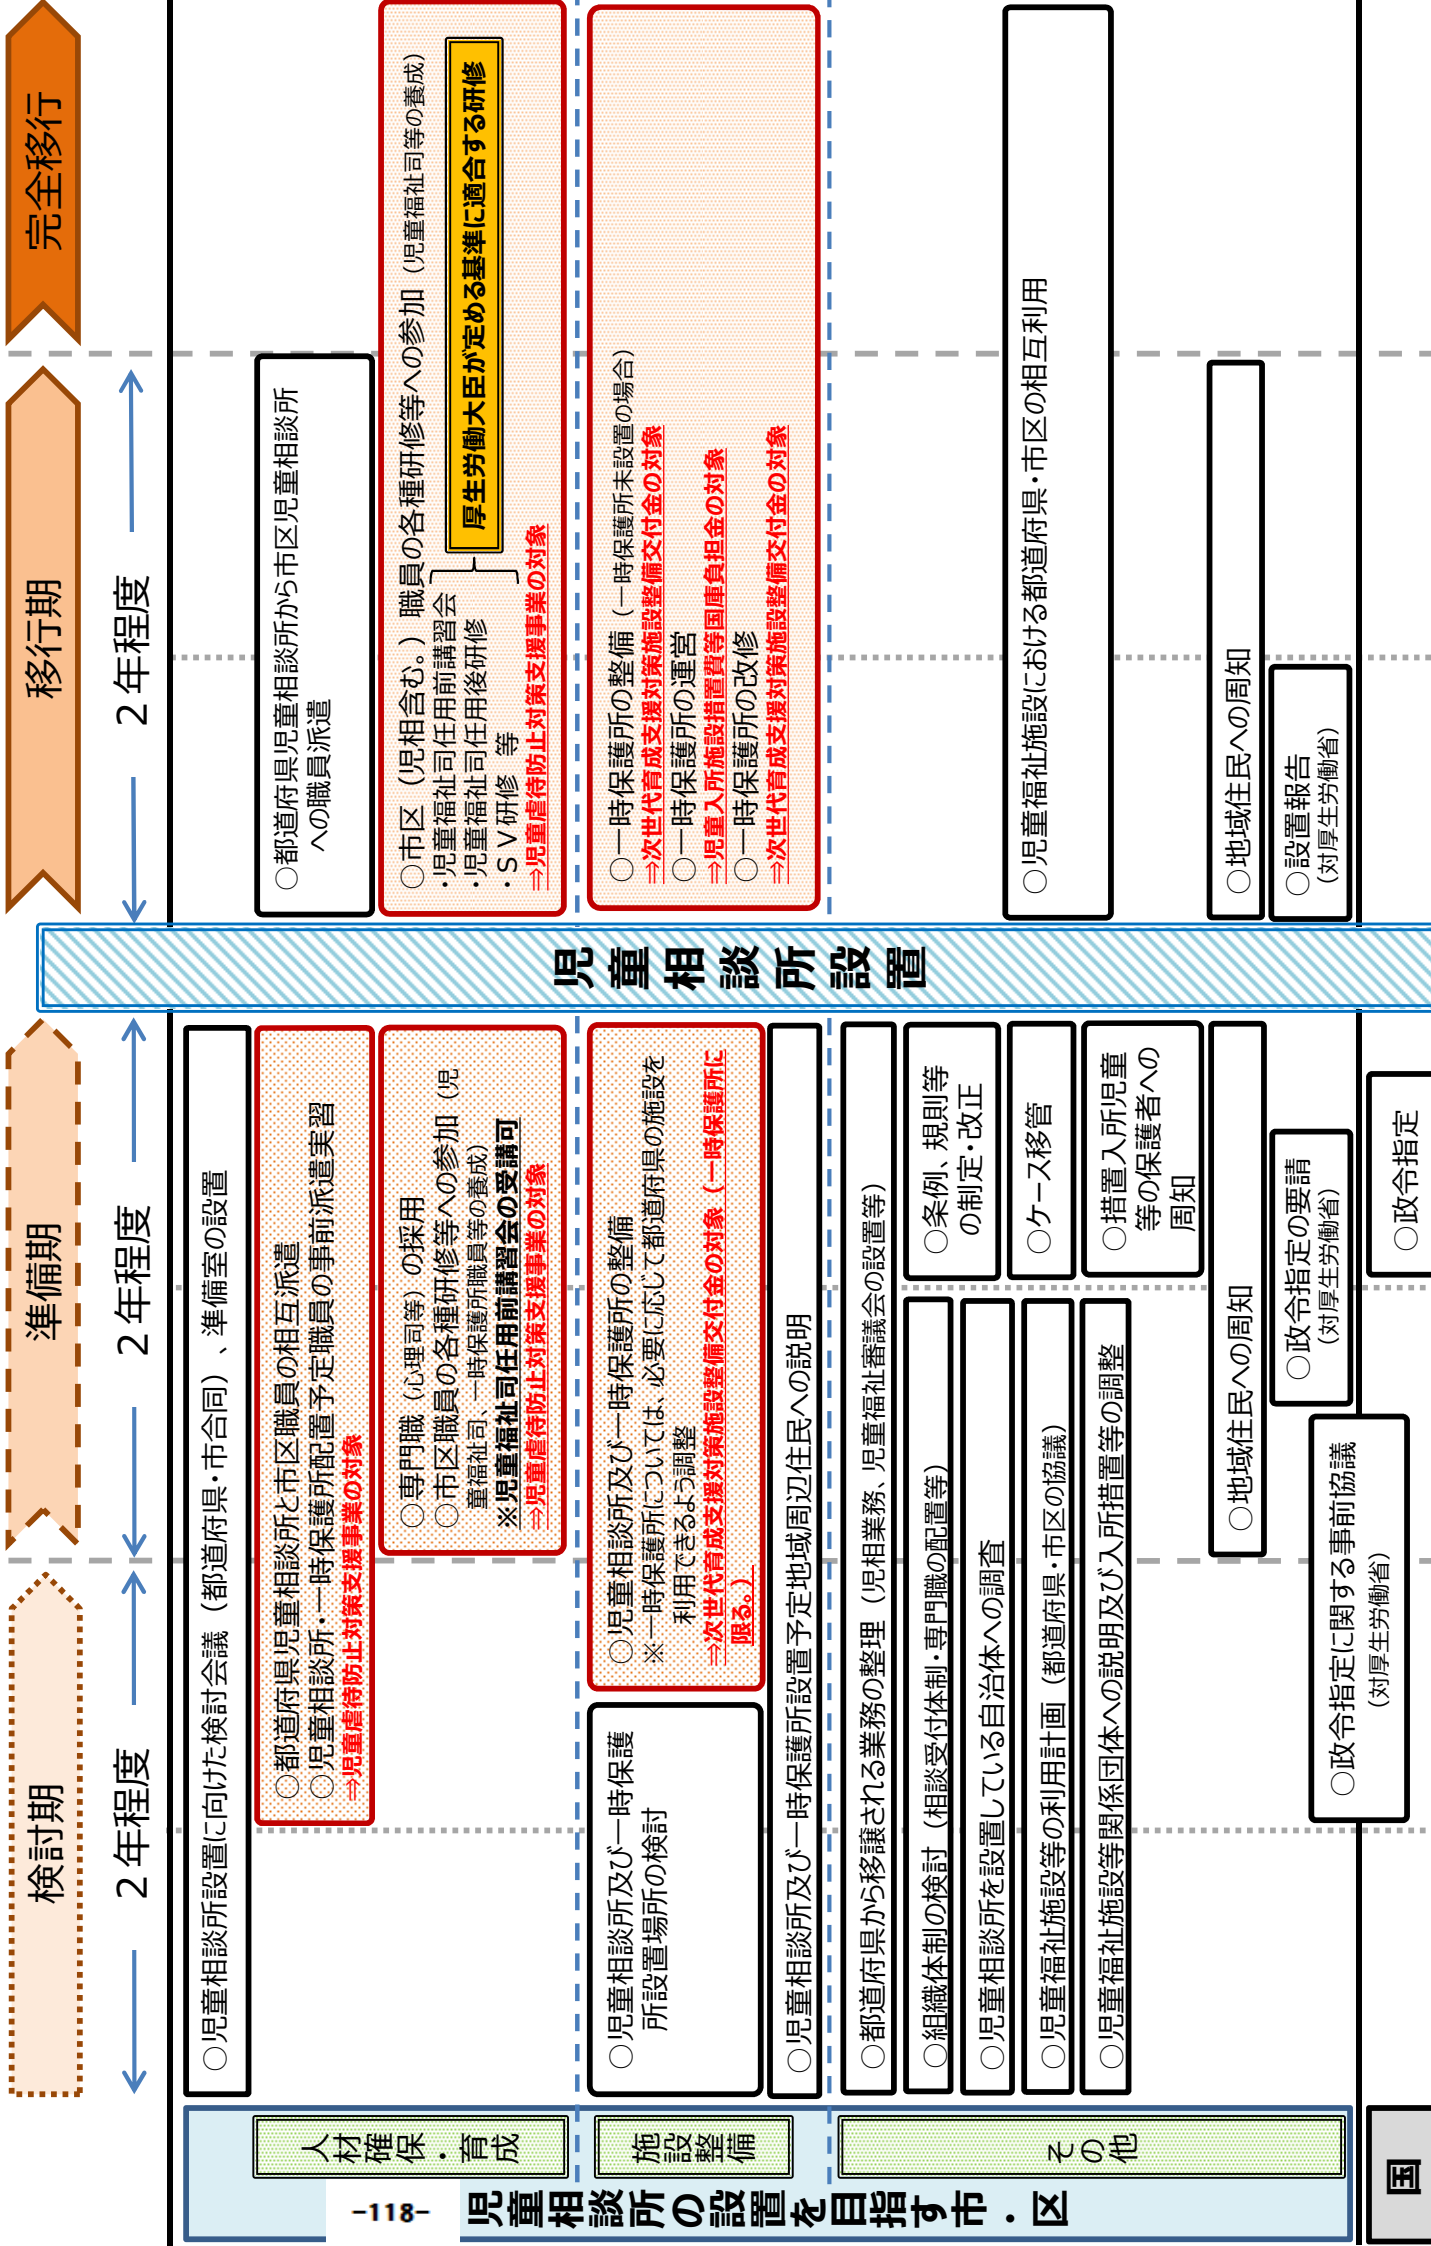 検討期
準備期
移行期
完全移行
２年程度
２年程度
２年程度
児童相談所の設置を目指す市・区
人材確保・育成
○児童相談所設置に向けた検討会議（都道府県・市合同）、準備室の設置
○都道府県児童相談所と市区職員の相互派遣
○児童相談所・一時保護所配置予定職員の事前派遣実習
⇒児童虐待防止対策支援事業の対象
○専門職（心理司等）の採用
○市区職員の各種研修等への参加（児
童福祉司、一時保護所職員等の養成）
※児童福祉司任用前講習会の受講可
⇒児童虐待防止対策支援事業の対象
児童相談所設置
○都道府県児童相談所から市区児童相談所
への職員派遣
○市区（児相含む。）職員の各種研修等への参加（児童福祉司等の養成）
・児童福祉司任用前講習会
・児童福祉司任用後研修
・ＳＶ研修　等
厚生労働大臣が定める基準に適合する研修
⇒児童虐待防止対策支援事業の対象
施設整備
○児童相談所及び一時保護
所設置場所の検討
○児童相談所及び一時保護所の整備
※一時保護所については、必要に応じて都道府県の施設を
利用できるよう調整
⇒次世代育成支援対策施設整備交付金の対象（一時保護所に
限る。）
○児童相談所及び一時保護所設置予定地域周辺住民への説明
○一時保護所の整備（一時保護所未設置の場合）
⇒次世代育成支援対策施設整備交付金の対象
○一時保護所の運営
⇒児童入所施設措置費等国庫負担金の対象
○一時保護所の改修
⇒次世代育成支援対策施設整備交付金の対象
その他
○都道府県から移譲される業務の整理（児相業務、児童福祉審議会の設置等）
○組織体制の検討（相談受付体制・専門職の配置等）
○条例、規則等
の制定・改正
○児童相談所を設置している自治体への調査
○児童福祉施設等の利用計画（都道府県・市区の協議）
○ケース移管
○児童福祉施設等関係団体への説明及び入所措置等の調整
○措置入所児童
等の保護者への
周知
○児童福祉施設における都道府県・市区の相互利用
○地域住民への周知
○地域住民への周知
○政令指定の要請
（対厚生労働省）
○設置報告
（対厚生労働省）
○政令指定に関する事前協議
（対厚生労働省）
国
○政令指定
-118-